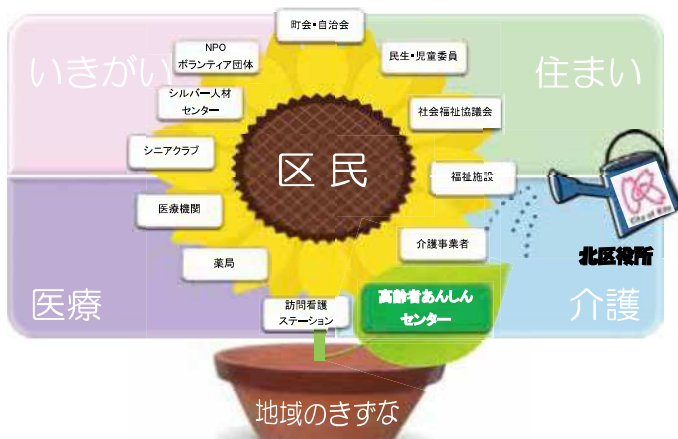 町会・自治会
NPO
ボランティア団体
民生・児童委員
いきがい
住まい
シルバー人材
センター
社会福祉協議会
シニアクラブ
区民
福祉施設
City of Kita
医療機関
北区役所
介護事業者
薬局
医療
訪問看護
ステーション
高齢者あんしん
センター
介護
地域のきずな